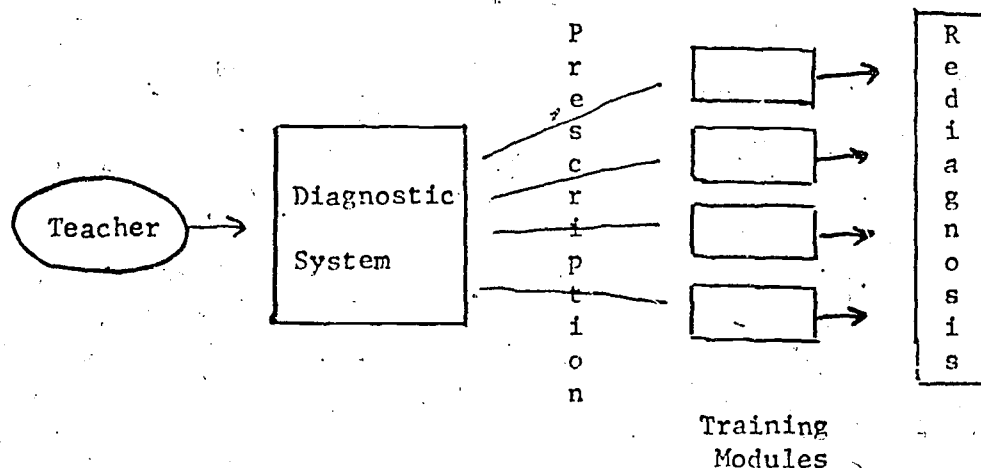 Teacher
Diagnostic
System
Prescription
Training
Modules
Rediagnosis